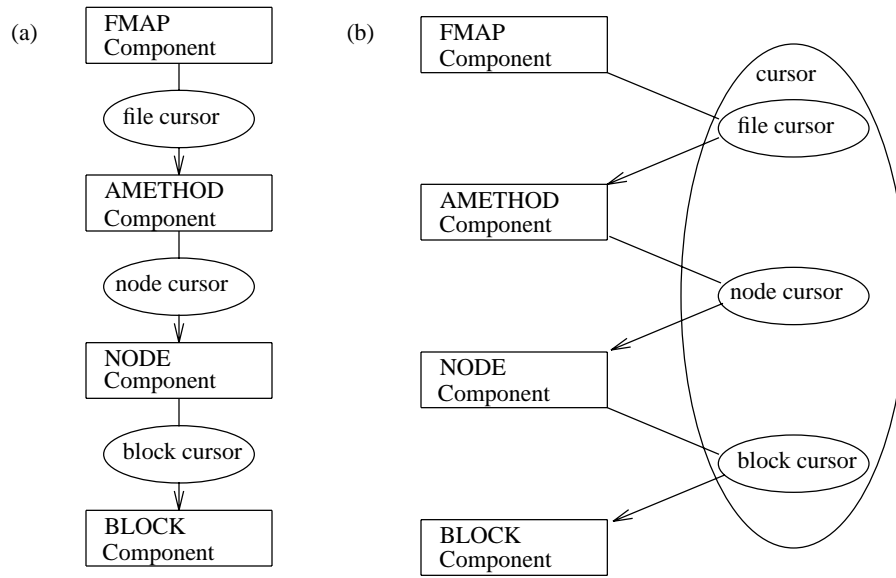 (a)
FMAP
Component
file cursor
AMETHOD
Component
node cursor
NODE
Component
block cursor
BLOCK
Component
(b)
FMAP
Component
cursor
file cursor
AMETHOD
Component
node cursor
NODE
Component
block cursor
BLOCK
Component